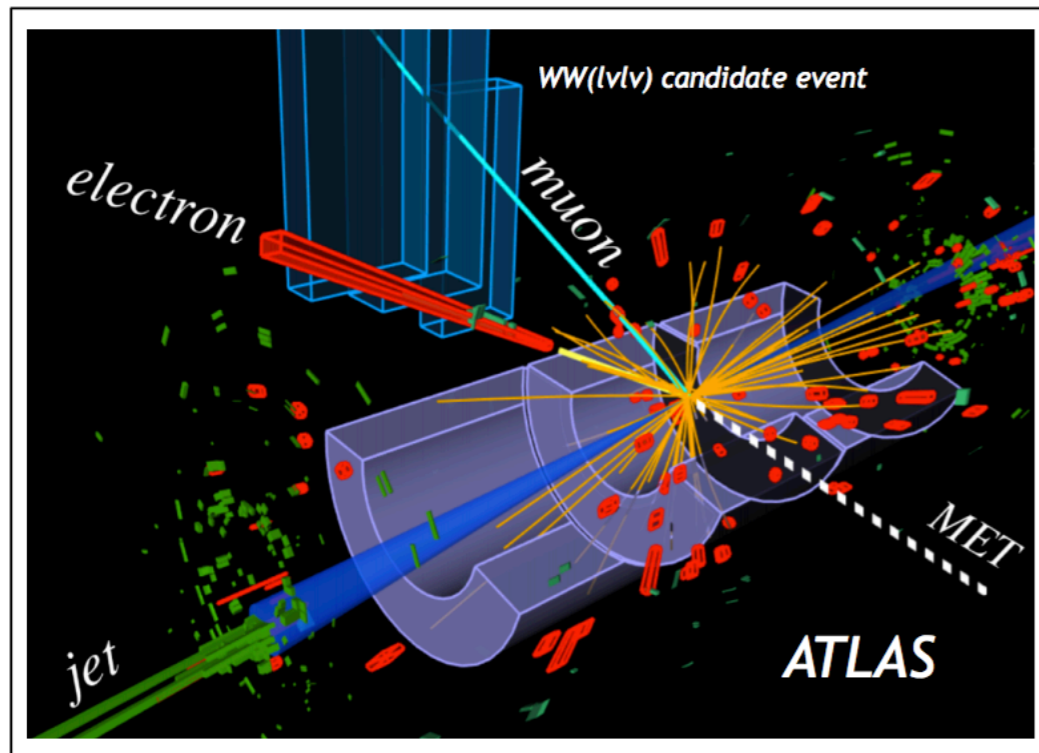 WW(lvlv) candidate event
electron
muon
MET
jet
ATLAS